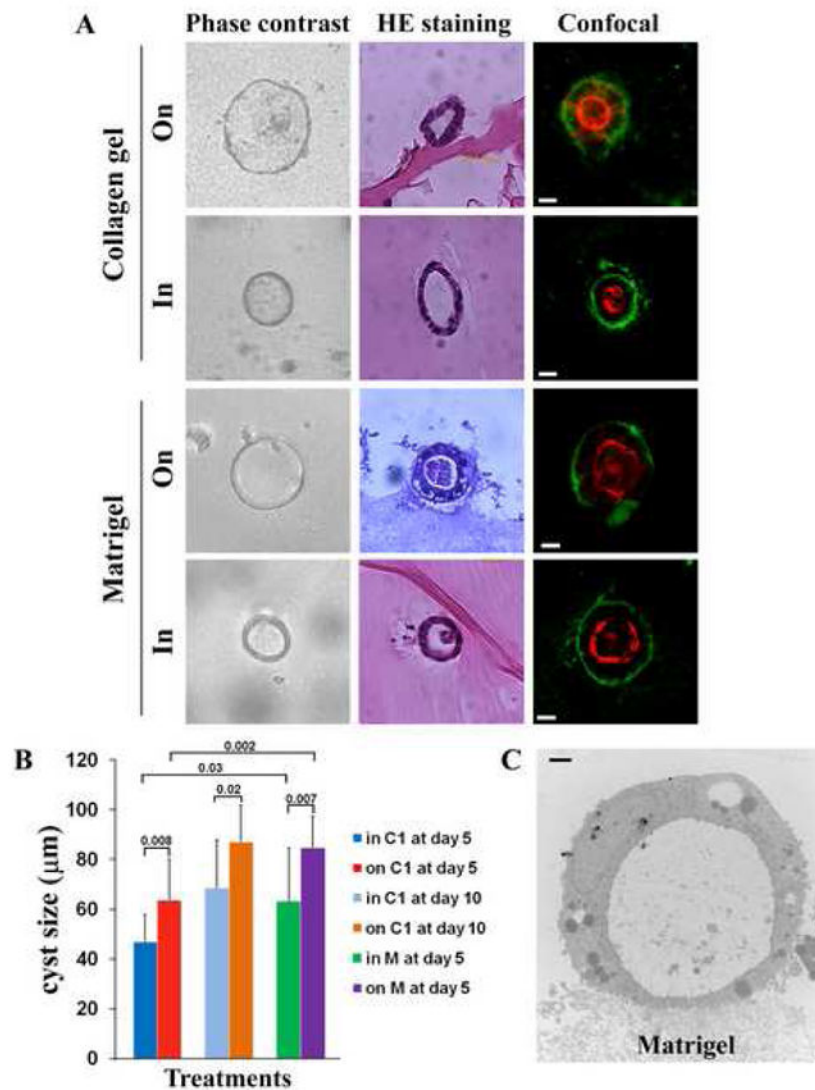 A
Phase contrast HE staining Confocal
Collagen gel
On
In
Matrigel
On
In
B
120
100
80
60
40
20
0
cyst size (μm)
0.008
0.03
0.002
0.02
0.007
in C1 at day 5
on C1 at day 5
in C1 at day 10
on C1 at day 10
in M at day 5
on M at day 5
Treatments
C
Matrigel